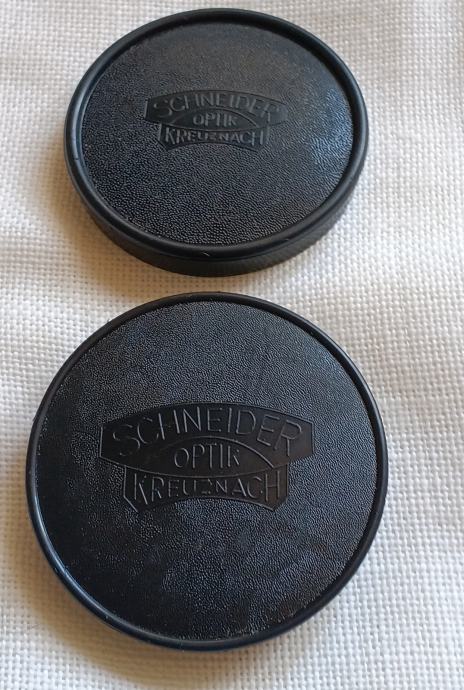 SCHNEIDER
OPTIK
KREUZNACH
SCHNEIDER
OPTIK
KREUZNACH